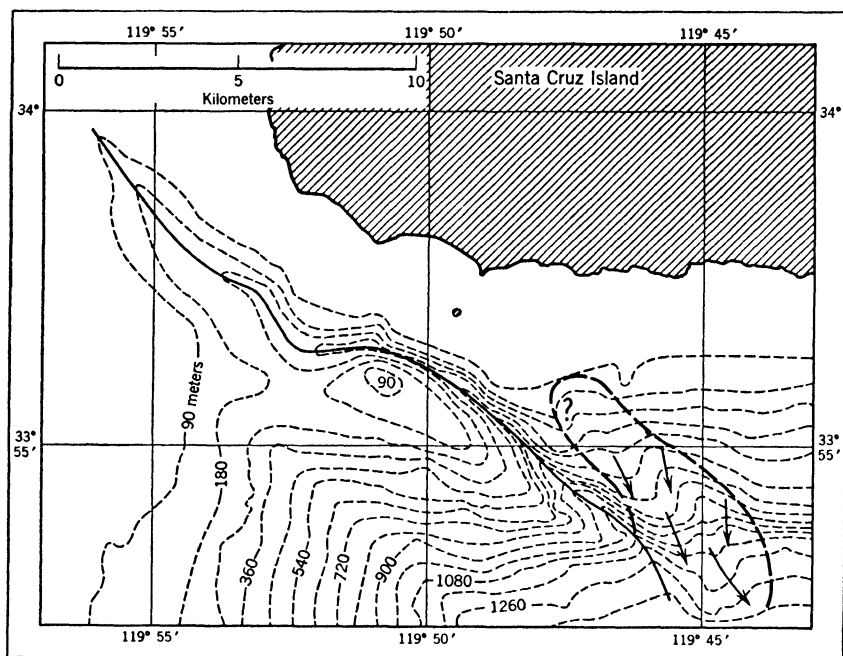 119° 55′ 119° 50′ 119° 45′
0 5 10
Kilometers
Santa Cruz Island
34° 34°
90 meters
90
?
33° 33°
55′ 55′
180
360
540
720
900
1080
1260
119° 55′ 119° 50′ 119° 45′